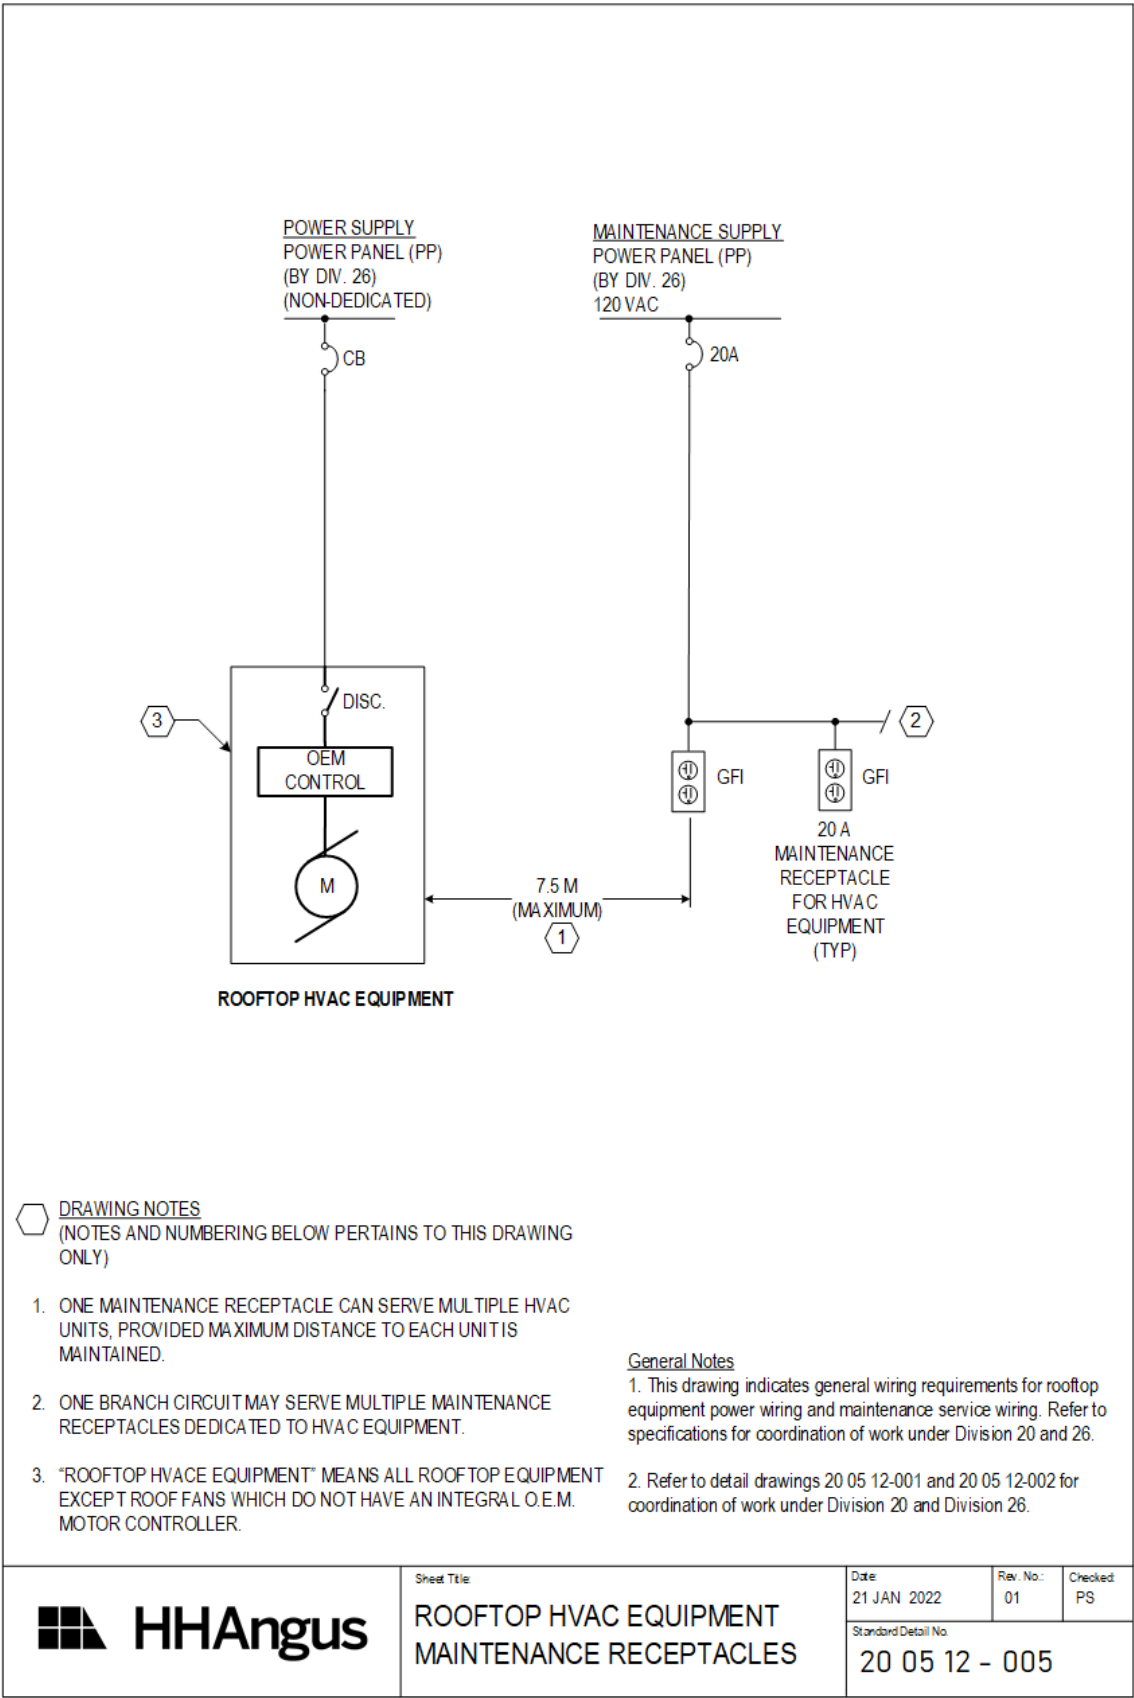 POWER SUPPLY
POWER PANEL (PP)
(BY DIV. 26)
(NON-DEDICATED)
MAINTENANCE SUPPLY
POWER PANEL (PP)
(BY DIV. 26)
120 VAC
CB
20A
DISC.
3
2
OEM
CONTROL
GFI
GFI
M
20 A
MAINTENANCE
RECEPTACLE
FOR HVAC
EQUIPMENT
(TYP)
7.5 M
(MAXIMUM)
1
ROOFTOP HVAC EQUIPMENT
DRAWING NOTES
(NOTES AND NUMBERING BELOW PERTAINS TO THIS DRAWING
ONLY)
1. ONE MAINTENANCE RECEPTACLE CAN SERVE MULTIPLE HVAC
UNITS, PROVIDED MAXIMUM DISTANCE TO EACH UNIT IS
MAINTAINED.
2. ONE BRANCH CIRCUIT MAY SERVE MULTIPLE MAINTENANCE
RECEPTACLES DEDICATED TO HVAC EQUIPMENT.
3. “ROOFTOP HVACE EQUIPMENT” MEANS ALL ROOFTOP EQUIPMENT
EXCEPT ROOF FANS WHICH DO NOT HAVE AN INTEGRAL O.E.M.
MOTOR CONTROLLER.
General Notes
1. This drawing indicates general wiring requirements for rooftop
equipment power wiring and maintenance service wiring. Refer to
specifications for coordination of work under Division 20 and 26.
2. Refer to detail drawings 20 05 12-001 and 20 05 12-002 for
coordination of work under Division 20 and Division 26.
HHAngus
Sheet Title:
ROOFTOP HVAC EQUIPMENT
MAINTENANCE RECEPTACLES
Date:
21 JAN 2022
Rev. No.:
01
Checked:
PS
Standard Detail No.
20 05 12 - 005